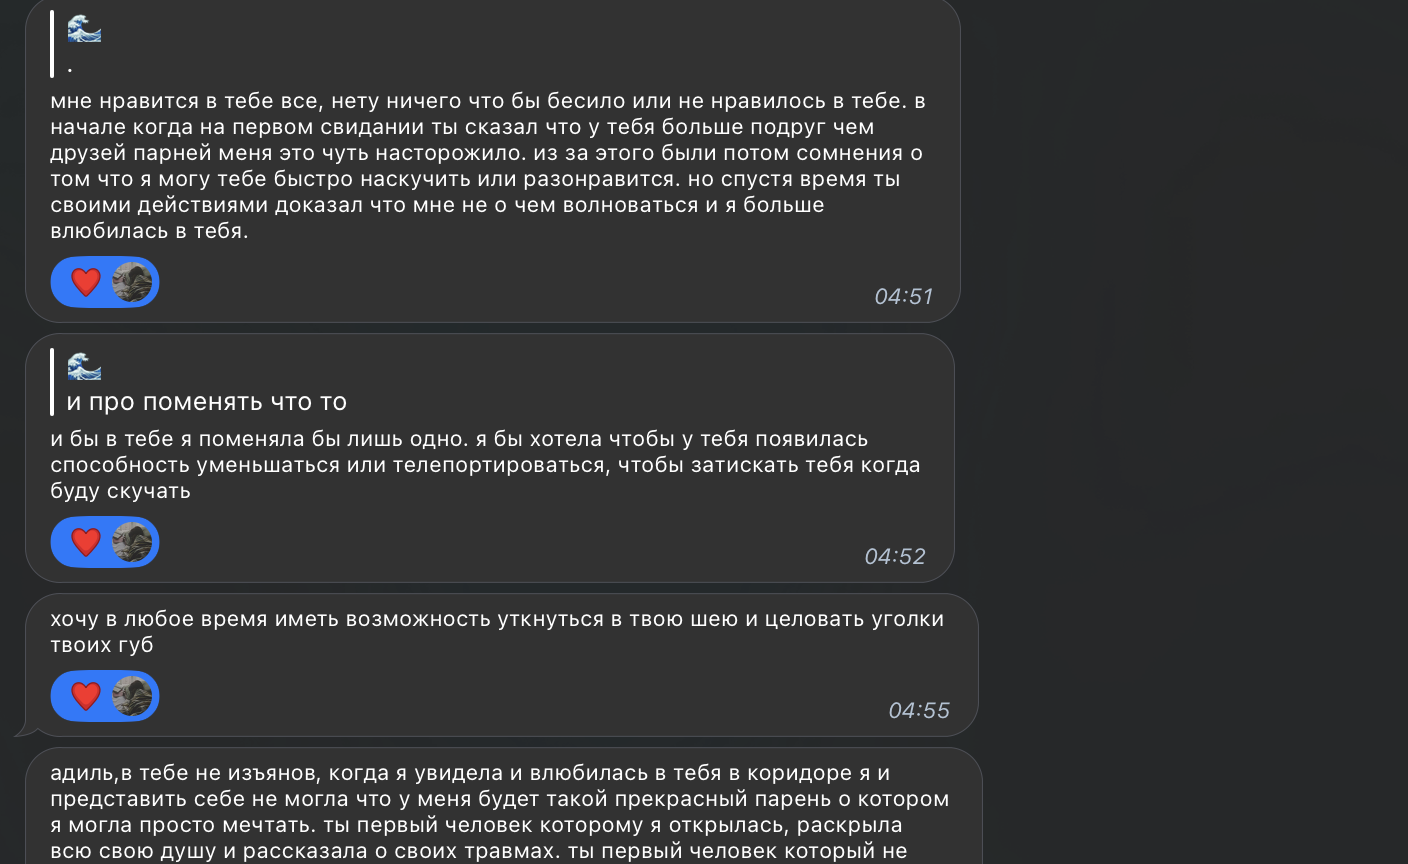 🌊
.
мне нравится в тебе все, нету ничего что бы бесило или не нравилось в тебе. в
начале когда на первом свидании ты сказал что у тебя больше подруг чем
друзей парней меня это чуть насторожило. из за этого были потом сомнения о
том что я могу тебе быстро наскучить или разонравится. но спустя время ты
своими действиями доказал что мне не о чем волноваться и я больше
влюбилась в тебя.
❤️
04:51
🌊
и про поменять что то
и бы в тебе я поменяла бы лишь одно. я бы хотела чтобы у тебя появилась
способность уменьшаться или телепортироваться, чтобы затискать тебя когда
буду скучать
❤️
04:52
хочу в любое время иметь возможность уткнуться в твою шею и целовать уголки
твоих губ
❤️
04:55
адиль,в тебе не изъянов, когда я увидела и влюбилась в тебя в коридоре я и
представить себе не могла что у меня будет такой прекрасный парень о котором
я могла просто мечтать. ты первый человек которому я открылась, раскрыла
всю свою душу и рассказала о своих травмах. ты первый человек который не